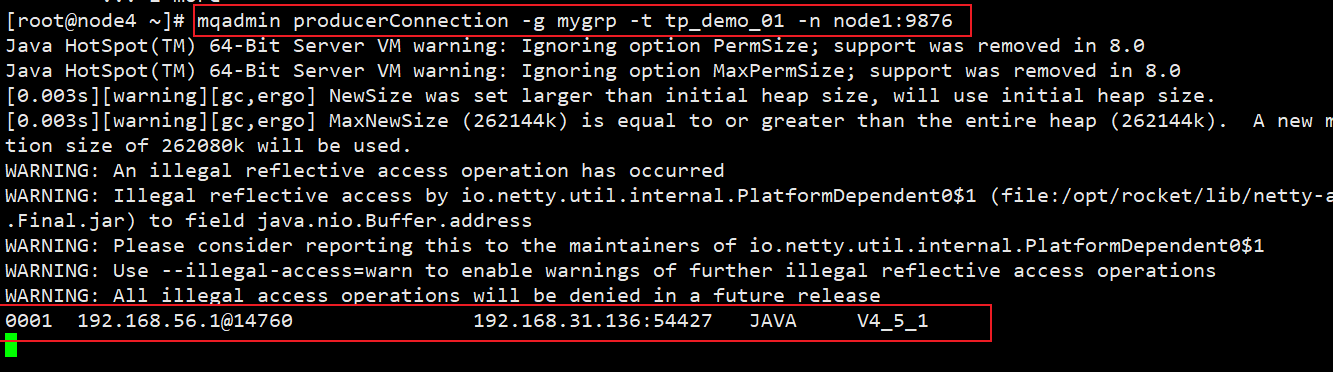 ... 2 more
[root@node4 ~]# mqadmin producerConnection -g mygrp -t tp_demo_01 -n node1:9876
Java HotSpot(TM) 64-Bit Server VM warning: Ignoring option PermSize; support was removed in 8.0
Java HotSpot(TM) 64-Bit Server VM warning: Ignoring option MaxPermSize; support was removed in 8.0
[0.003s][warning][gc,ergo] NewSize was set larger than initial heap size, will use initial heap size.
[0.003s][warning][gc,ergo] MaxNewSize (262144k) is equal to or greater than the entire heap (262144k).  A new m
tion size of 262080k will be used.
WARNING: An illegal reflective access operation has occurred
WARNING: Illegal reflective access by io.netty.util.internal.PlatformDependent0$1 (file:/opt/rocket/lib/netty-a
.Final.jar) to field java.nio.Buffer.address
WARNING: Please consider reporting this to the maintainers of io.netty.util.internal.PlatformDependent0$1
WARNING: Use --illegal-access=warn to enable warnings of further illegal reflective access operations
WARNING: All illegal access operations will be denied in a future release
0001  192.168.56.1@14760               192.168.31.136:54427   JAVA     V4_5_1